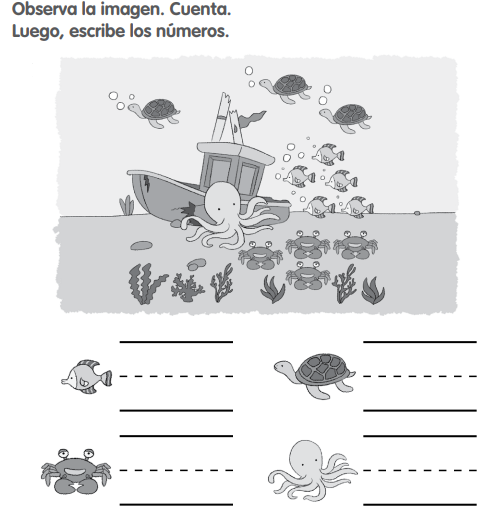 Observa la imagen. Cuenta.
Luego, escribe los números.